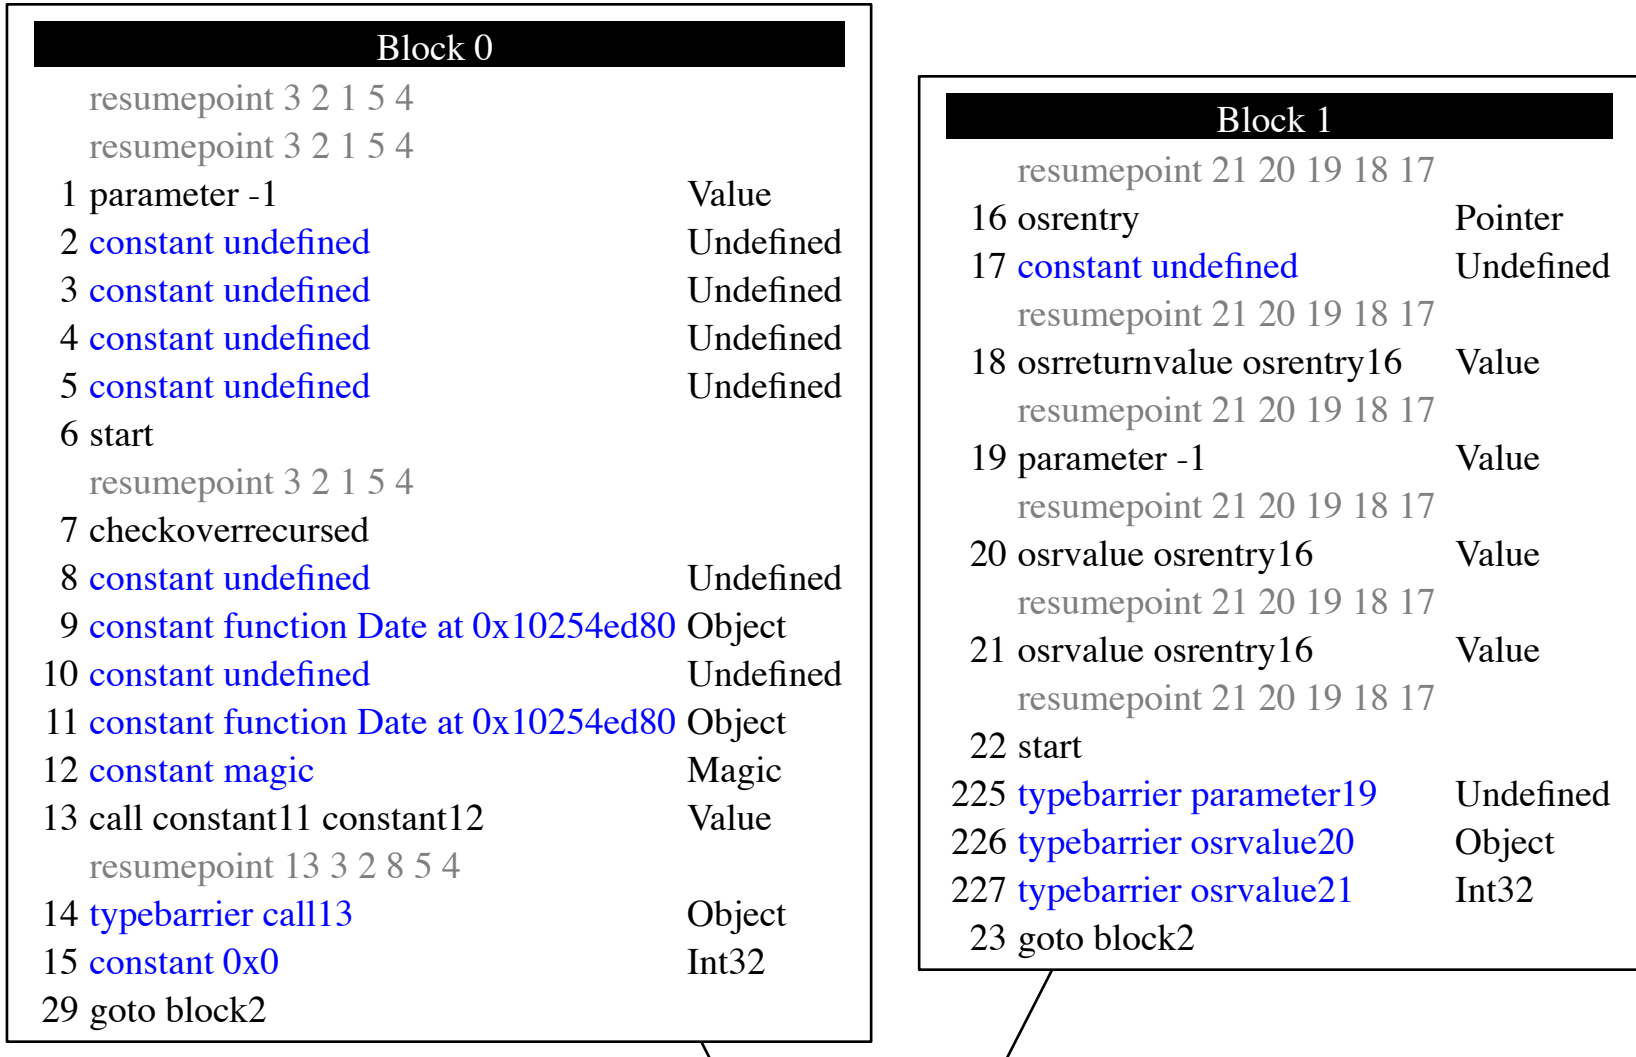 Block 0
resumepoint 3 2 1 5 4
resumepoint 3 2 1 5 4
1 parameter -1 Value
2 constant undefined Undefined
3 constant undefined Undefined
4 constant undefined Undefined
5 constant undefined Undefined
6 start
resumepoint 3 2 1 5 4
7 checkoverrecursed
8 constant undefined Undefined
9 constant function Date at 0x10254ed80 Object
10 constant undefined Undefined
11 constant function Date at 0x10254ed80 Object
12 constant magic Magic
13 call constant11 constant12 Value
resumepoint 13 3 2 8 5 4
14 typebarrier call13 Object
15 constant 0x0 Int32
29 goto block2
Block 1
resumepoint 21 20 19 18 17
16 osrentry Pointer
17 constant undefined Undefined
resumepoint 21 20 19 18 17
18 osrreturnvalue osrentry16 Value
resumepoint 21 20 19 18 17
19 parameter -1 Value
resumepoint 21 20 19 18 17
20 osrvalue osrentry16 Value
resumepoint 21 20 19 18 17
21 osrvalue osrentry16 Value
resumepoint 21 20 19 18 17
22 start
225 typebarrier parameter19 Undefined
226 typebarrier osrvalue20 Object
227 typebarrier osrvalue21 Int32
23 goto block2